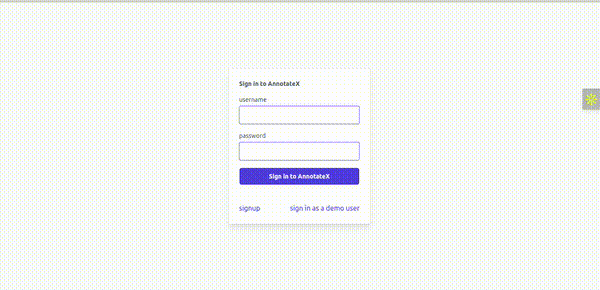 Sign in to AnnotateX
username
password
Sign in to AnnotateX
signup sign in as a demo user